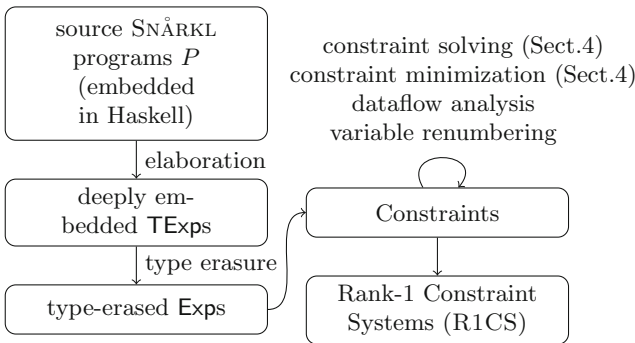 source SNÅRKL
programs P
(embedded
in Haskell)
elaboration
deeply em-
bedded TExps
type erasure
type-erased Exps
constraint solving (Sect.4)
constraint minimization (Sect.4)
dataflow analysis
variable renumbering
Constraints
Rank-1 Constraint
Systems (R1CS)